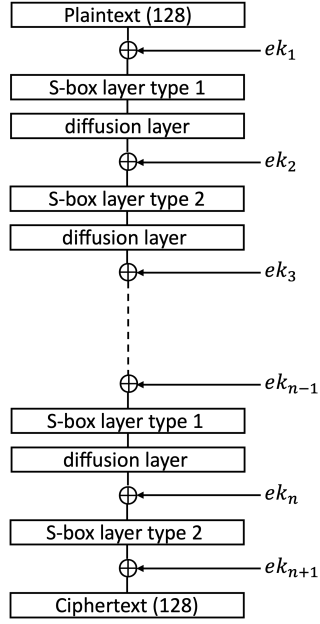 Plaintext (128)
ek₁
S-box layer type 1
diffusion layer
ek₂
S-box layer type 2
diffusion layer
ek₃
ekₙ₋₁
S-box layer type 1
diffusion layer
ekₙ
S-box layer type 2
ekₙ₊₁
Ciphertext (128)